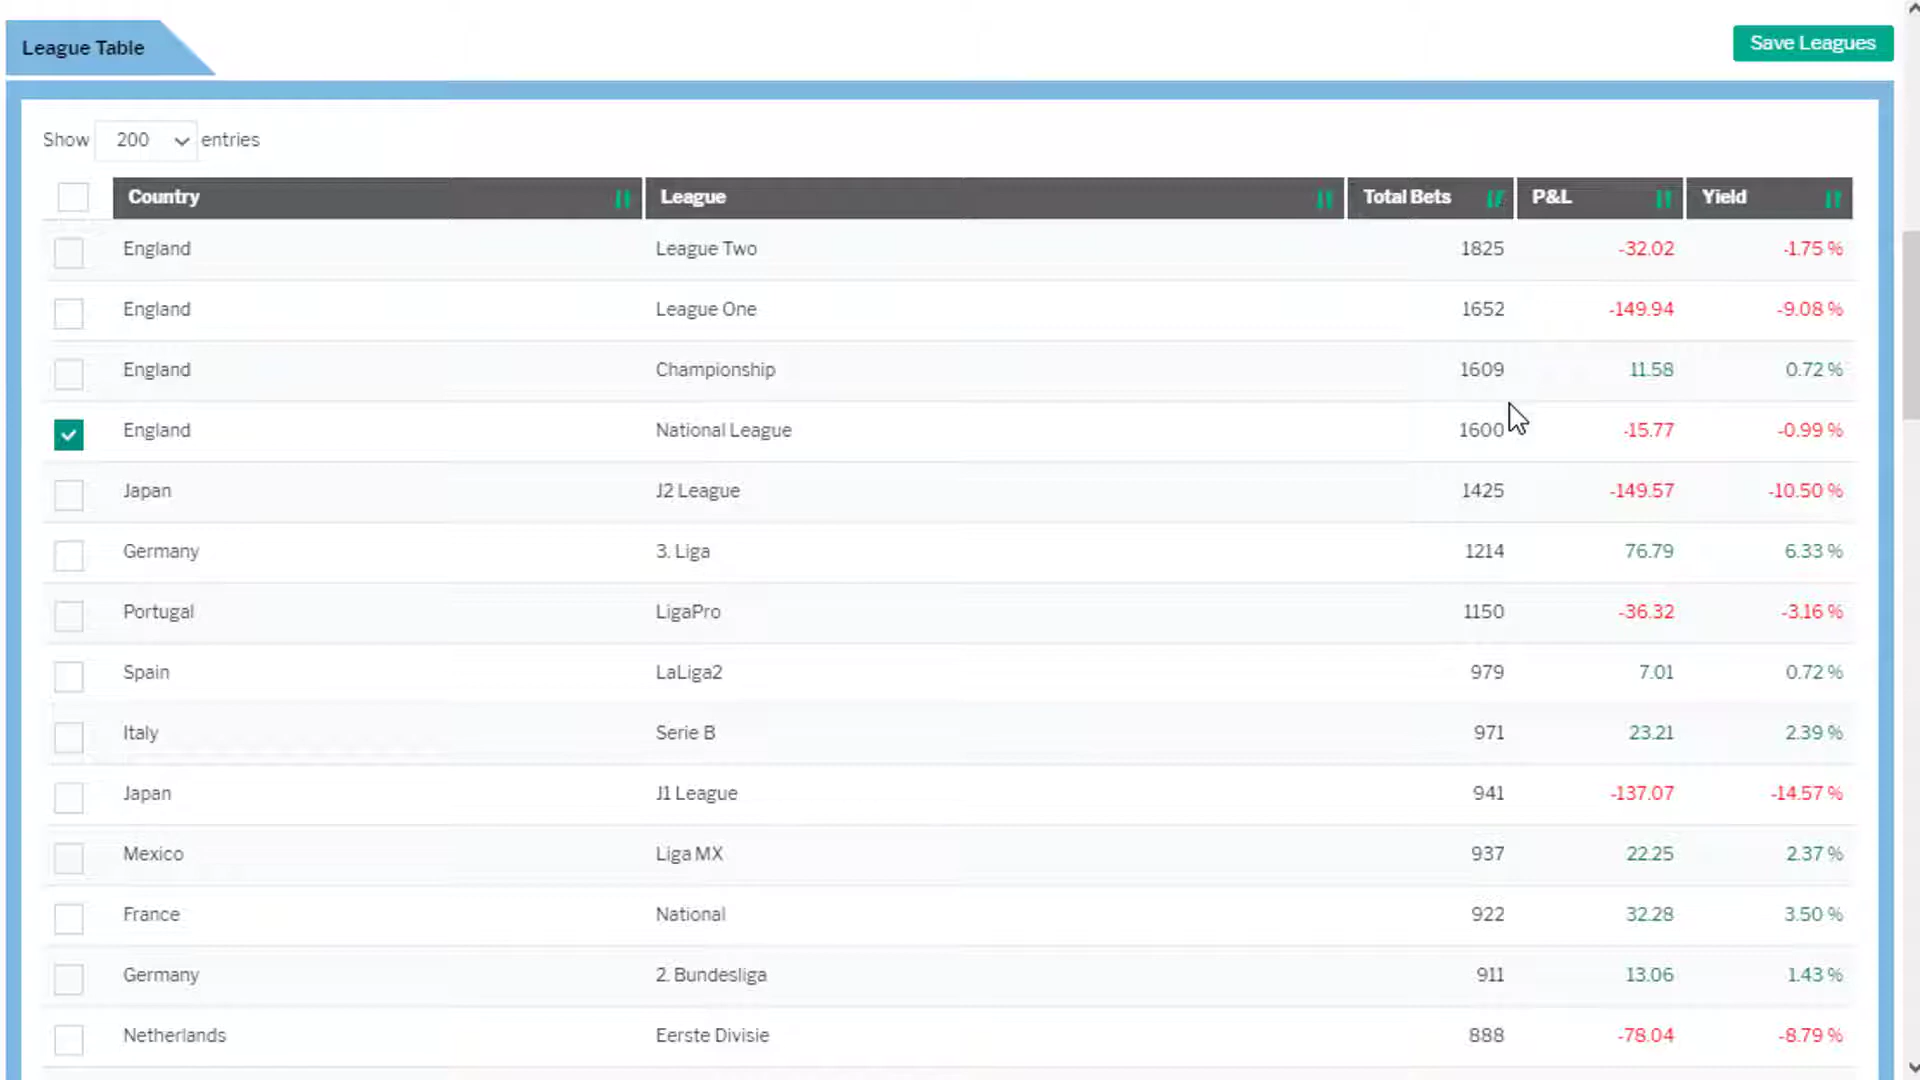 League Table
Save Leagues
Show 200 entries
Country League Total Bets P&L Yield
England League Two 1825 -32.02 -1.75 %
England League One 1652 -149.94 -9.08 %
England Championship 1609 11.58 0.72 %
England National League 1600 -15.77 -0.99 %
Japan J2 League 1425 -149.57 -10.50 %
Germany 3. Liga 1214 76.79 6.33 %
Portugal LigaPro 1150 -36.32 -3.16 %
Spain LaLiga2 979 7.01 0.72 %
Italy Serie B 971 23.21 2.39 %
Japan J1 League 941 -137.07 -14.57 %
Mexico Liga MX 937 22.25 2.37 %
France National 922 32.28 3.50 %
Germany 2. Bundesliga 911 13.06 1.43 %
Netherlands Eerste Divisie 888 -78.04 -8.79 %